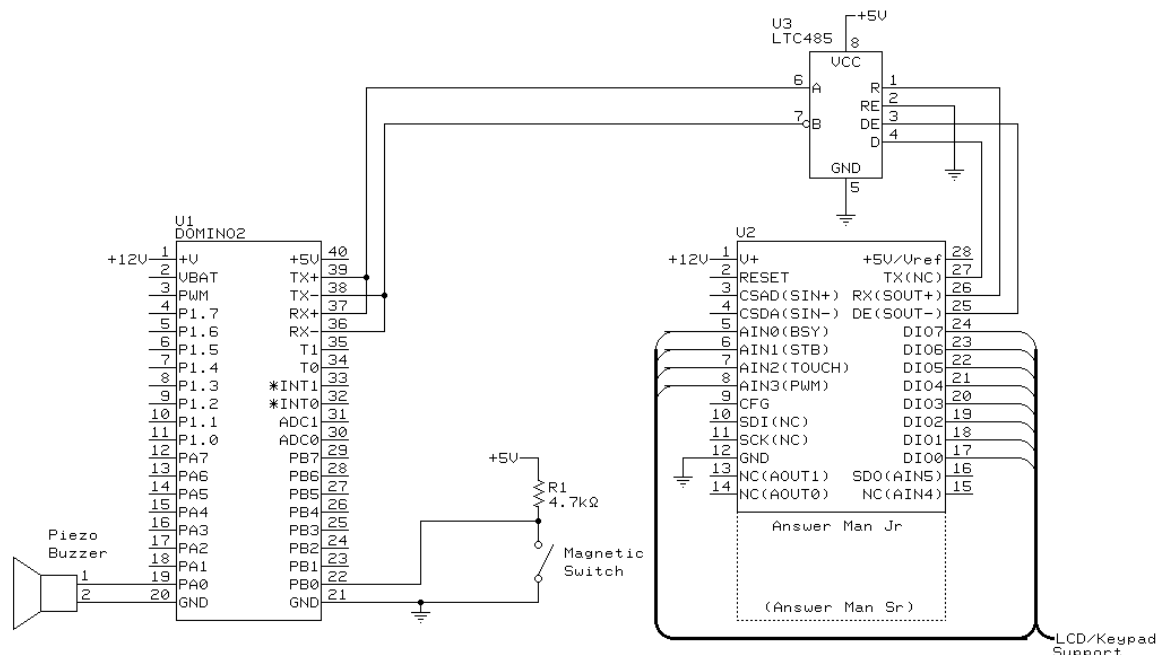 U3
LTC485
+5V
8
VCC
6
A
R
1
RE
2
7
B
DE
3
D
4
GND
5
U1
DOMINO2
+12V
1
+V
+5V
40
2
VBAT
TX+
39
3
PWM
TX-
38
4
P1.7
RX+
37
5
P1.6
RX-
36
6
P1.5
T1
35
7
P1.4
T0
34
8
P1.3
*INT1
33
9
P1.2
*INT0
32
10
P1.1
ADC1
31
11
P1.0
ADC0
30
12
PA7
PB7
29
13
PA6
PB6
28
14
PA5
PB5
27
15
PA4
PB4
26
16
PA3
PB3
25
17
PA2
PB2
24
18
PA1
PB1
23
19
PA0
PB0
22
20
GND
GND
21
Piezo
Buzzer
1
2
+5V
R1
4.7kΩ
Magnetic
Switch
U2
+12V
1
V+
+5V/Vref
28
2
RESET
TX(NC)
27
3
CSAD(SIN+)
RX(SOUT+)
26
4
CSDA(SIN-)
DE(SOUT-)
25
5
AIN0(BSY)
DIO7
24
6
AIN1(STB)
DIO6
23
7
AIN2(TOUCH)
DIO5
22
8
AIN3(PWM)
DIO4
21
9
CFG
DIO3
20
10
SDI(NC)
DIO2
19
11
SCK(NC)
DIO1
18
12
GND
DIO0
17
13
NC(AOUT1)
SDO(AIN5)
16
14
NC(AOUT0)
NC(AIN4)
15
Answer Man Jr
(Answer Man Sr)
LCD/Keypad
Support